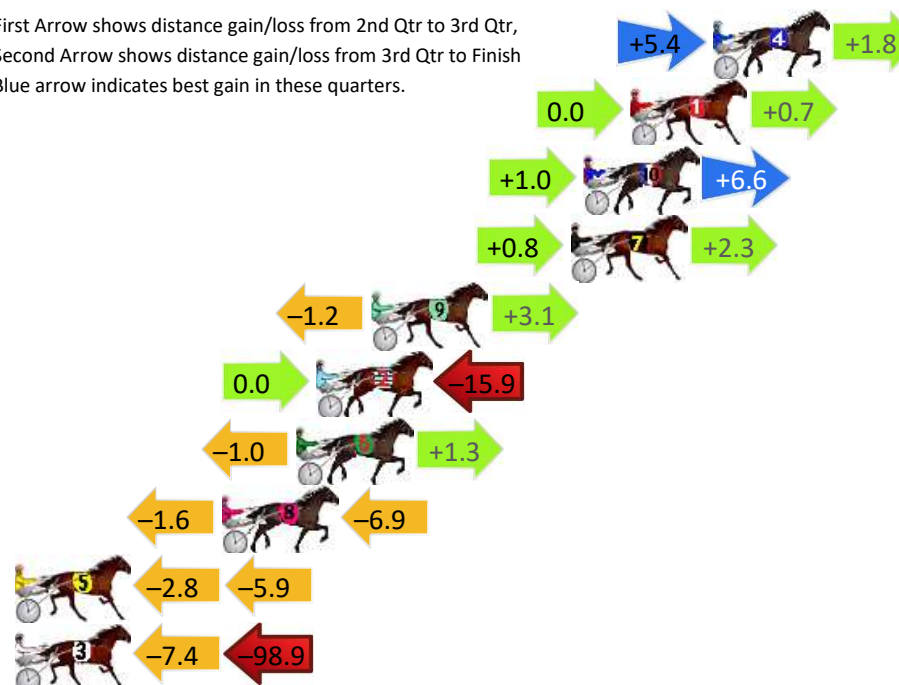 First Arrow shows distance gain/loss from 2nd Qtr to 3rd Qtr,
Second Arrow shows distance gain/loss from 3rd Qtr to Finish
Blue arrow indicates best gain in these quarters.
+5.4 4 +1.8
0.0 1 +0.7
+1.0 10 +6.6
+0.8 7 +2.3
–1.2 9 +3.1
0.0 –15.9
–1.0 6 +1.3
–1.6 8 –6.9
5 –2.8 –5.9
3 –7.4 –98.9